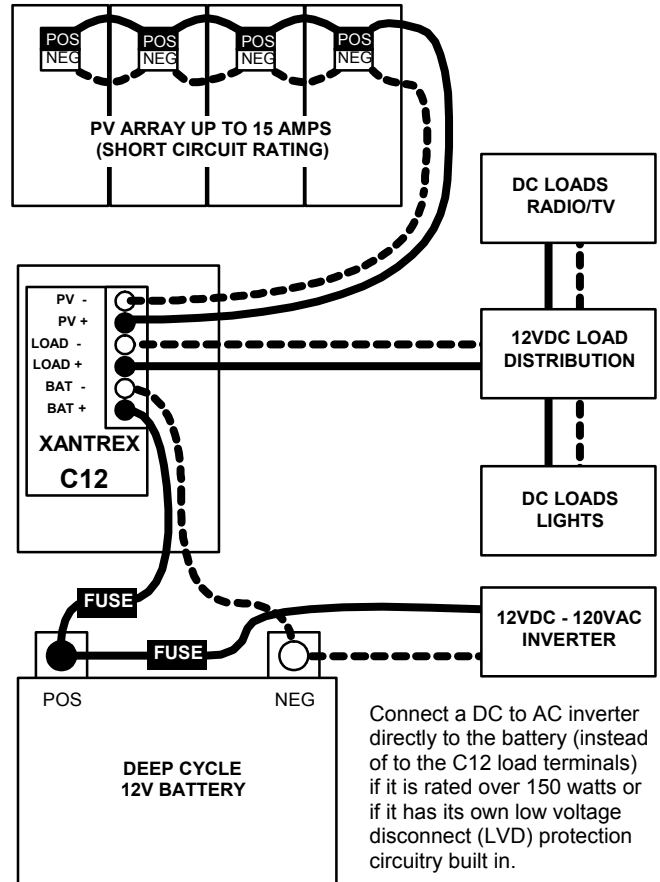 POS POS POS POS
NEG NEG NEG NEG
PV ARRAY UP TO 15 AMPS
(SHORT CIRCUIT RATING)
DC LOADS
RADIO/TV
PV -
PV +
LOAD -
LOAD +
BAT -
BAT +
XANTREX
C12
12VDC LOAD
DISTRIBUTION
DC LOADS
LIGHTS
FUSE
FUSE
12VDC - 120VAC
INVERTER
POS
NEG
DEEP CYCLE
12V BATTERY
Connect a DC to AC inverter
directly to the battery (instead
of to the C12 load terminals)
if it is rated over 150 watts or
if it has its own low voltage
disconnect (LVD) protection
circuitry built in.